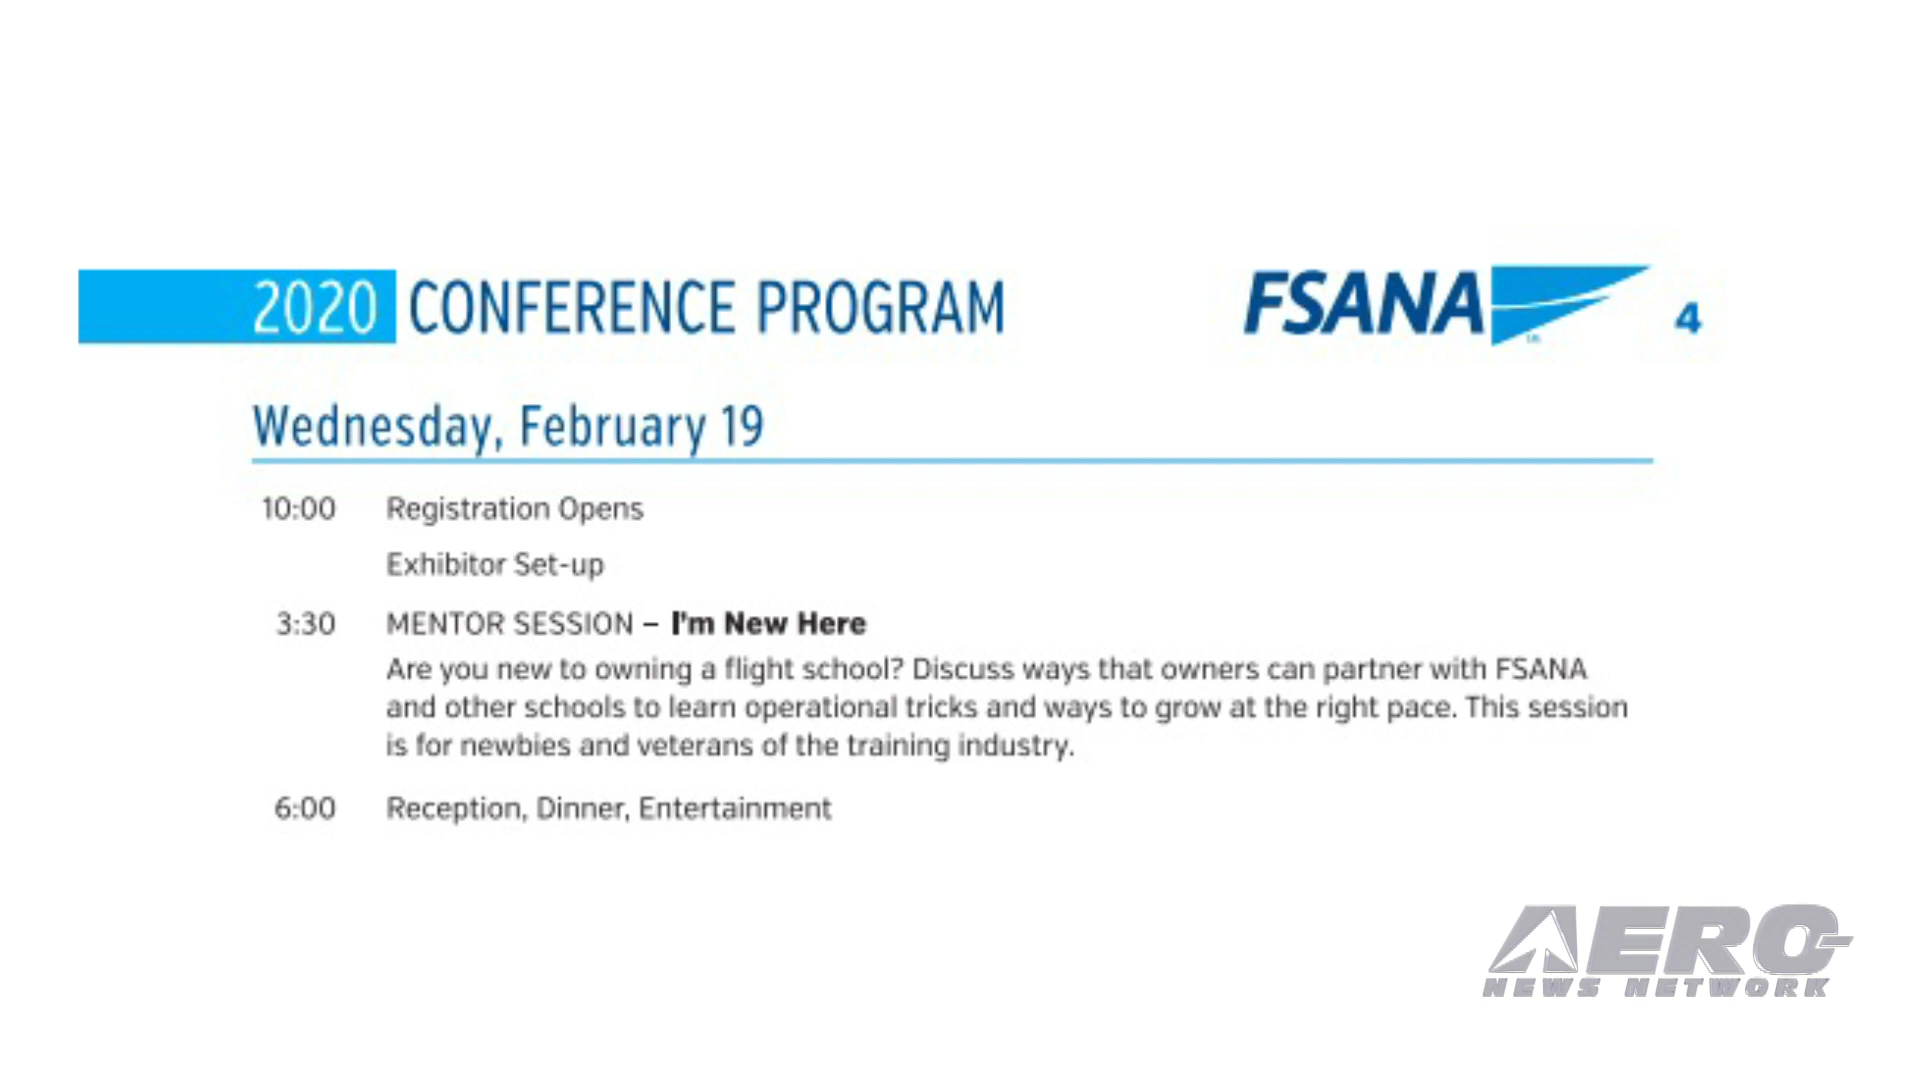 2020 CONFERENCE PROGRAM
FSANA
4
Wednesday, February 19
10:00 Registration Opens
Exhibitor Set-up
3:30 MENTOR SESSION – I'm New Here
Are you new to owning a flight school? Discuss ways that owners can partner with FSANA
and other schools to learn operational tricks and ways to grow at the right pace. This session
is for newbies and veterans of the training industry.
6:00 Reception, Dinner, Entertainment
AERO-
NEWS NETWORK